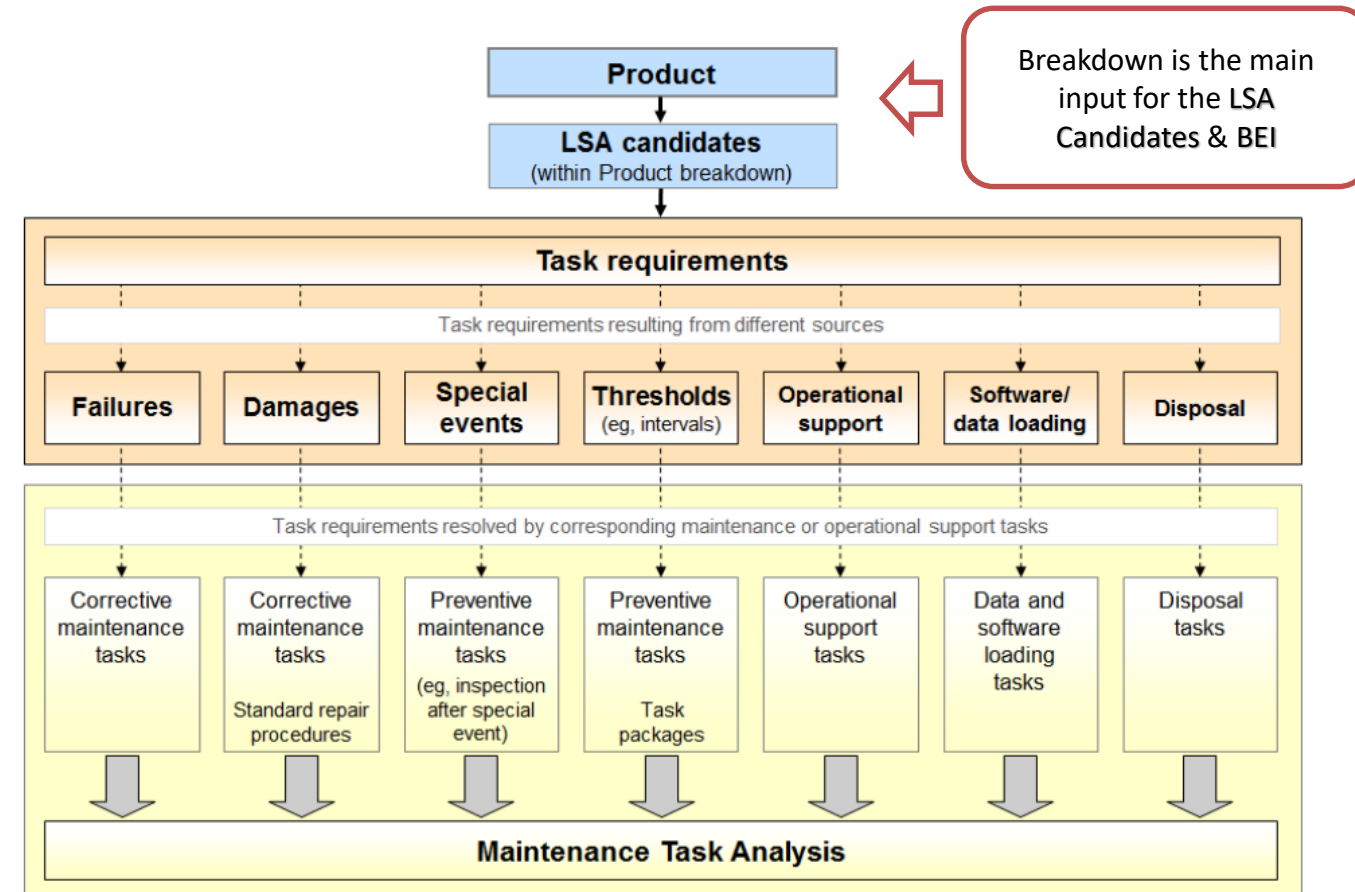 Product
Breakdown is the main
input for the LSA
Candidates & BEI
LSA candidates
(within Product breakdown)
Task requirements
Task requirements resulting from different sources
Failures
Damages
Special
events
Thresholds
(eg, intervals)
Operational
support
Software/
data loading
Disposal
Task requirements resolved by corresponding maintenance or operational support tasks
Corrective
maintenance
tasks
Corrective
maintenance
tasks
Standard repair
procedures
Preventive
maintenance
tasks
(eg, inspection
after special
event)
Preventive
maintenance
tasks
Task
packages
Operational
support
tasks
Data and
software
loading
tasks
Disposal
tasks
Maintenance Task Analysis